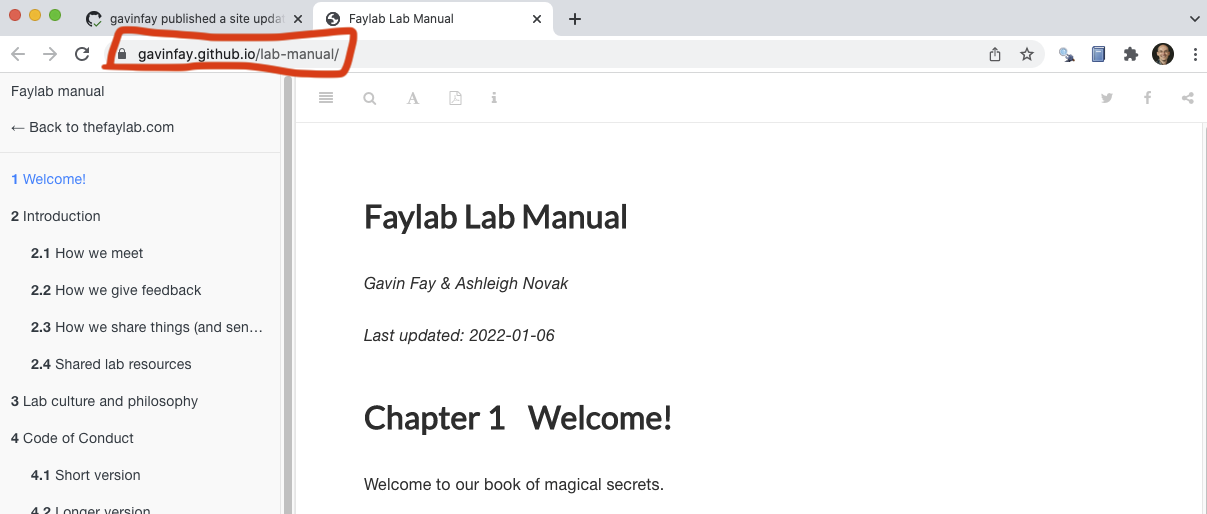 gavinfay published a site updat
Faylab Lab Manual
gavinfay.github.io/lab-manual/
Faylab manual
← Back to thefaylab.com
1 Welcome!
2 Introduction
2.1 How we meet
2.2 How we give feedback
2.3 How we share things (and sen…
2.4 Shared lab resources
3 Lab culture and philosophy
4 Code of Conduct
4.1 Short version
4.2 Longer version
Faylab Lab Manual
Gavin Fay & Ashleigh Novak
Last updated: 2022-01-06
Chapter 1 Welcome!
Welcome to our book of magical secrets.